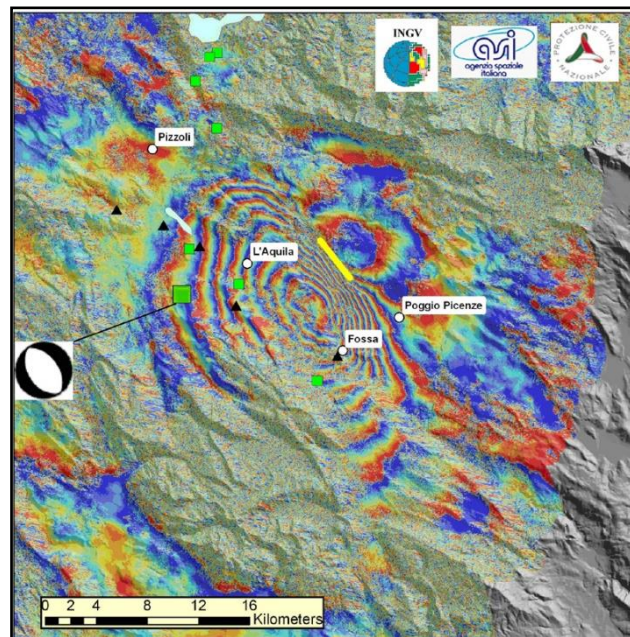 INGV
asi
agenzia spaziale
italiana
PROTEZIONE CIVILE
NAZIONALE
Pizzoli
L'Aquila
Poggio Picenze
Fossa
0 2 4 8 12 16
Kilometers